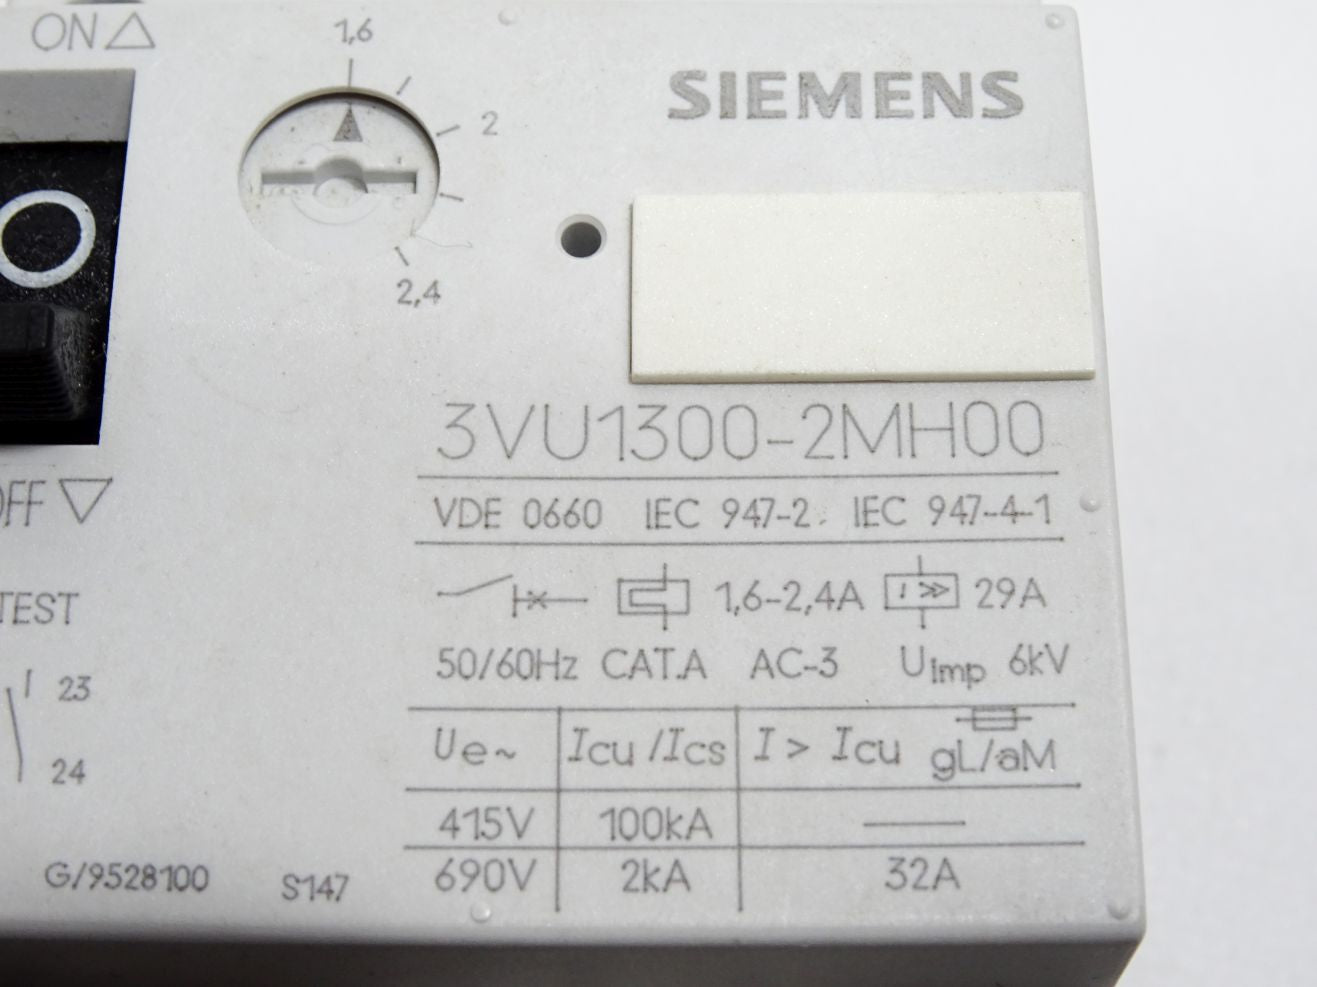 ON △
1,6
2
2,4
SIEMENS
3VU1300-2MH00
OFF ▽
VDE 0660 IEC 947-2. IEC 947-4-1
1,6-2,4A I >> 29A
TEST
50/60Hz CAT.A AC-3 UImp 6kV
23
24
Ue~ Icu/Ics I> Icu gL/aM
415V 100kA —
690V 2kA 32A
G/9528100 S147